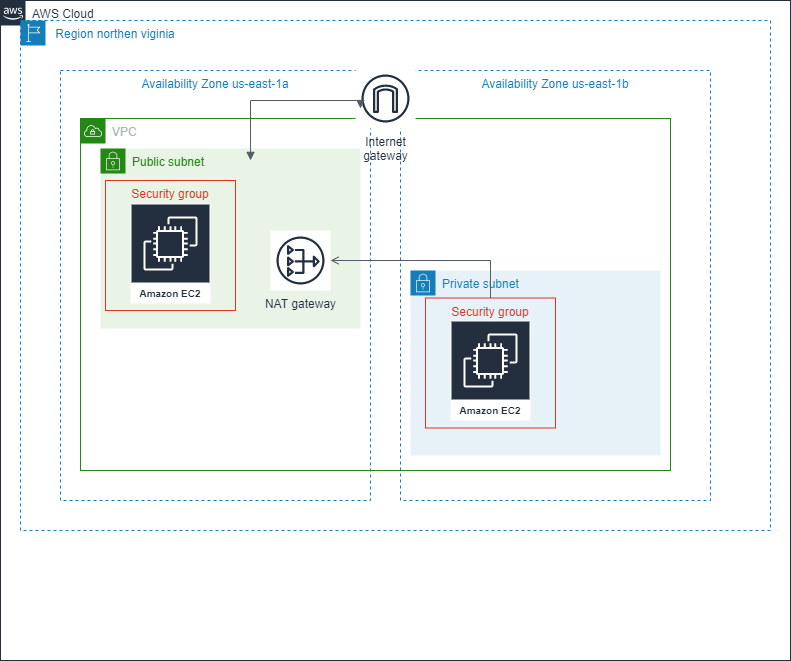 aws
AWS Cloud
Region northen viginia
Availability Zone us-east-1a
Availability Zone us-east-1b
VPC
Internet
gateway
Public subnet
Security group
Amazon EC2
NAT gateway
Private subnet
Security group
Amazon EC2